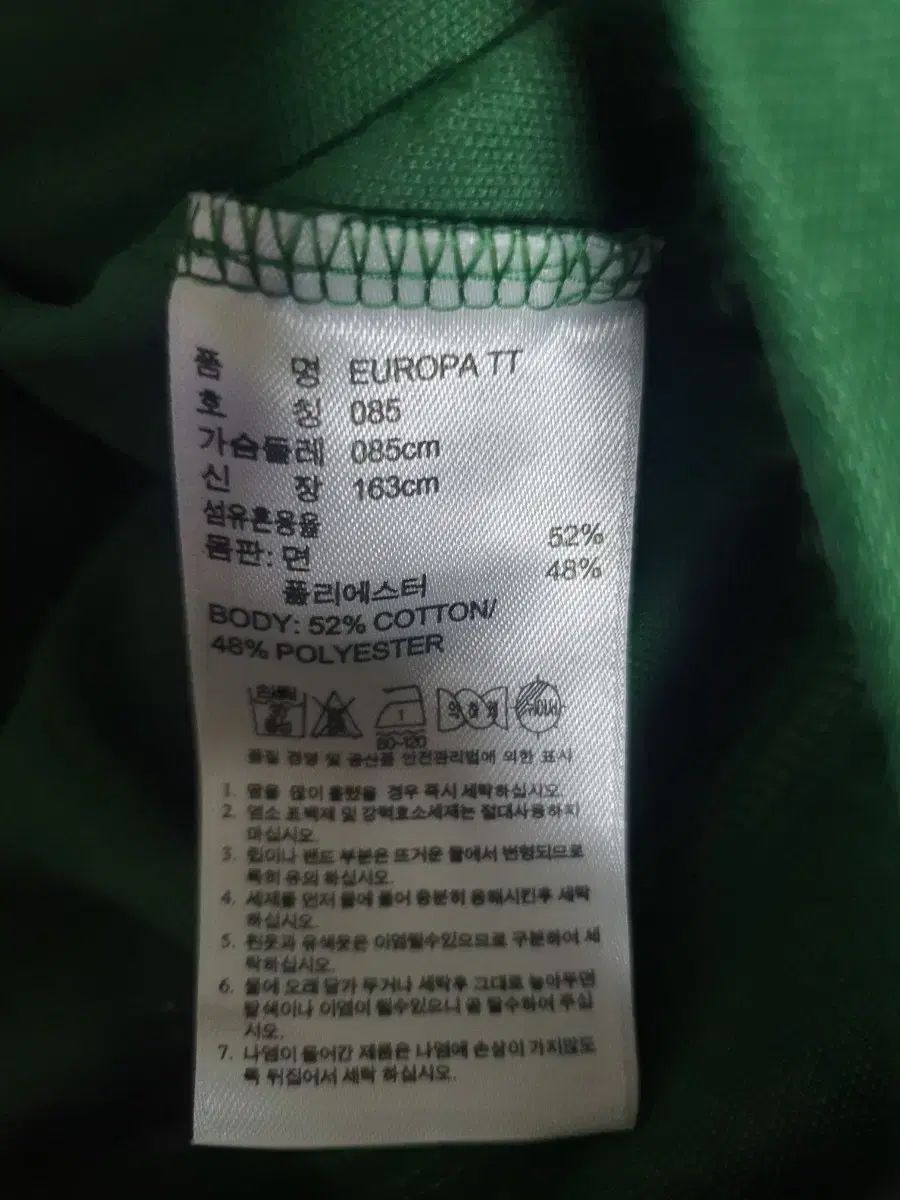 품 명 EUROPA TT
호 칭 085
가슴둘레 085cm
신 장 163cm
섬유혼용율
몸판: 면 52%
폴리에스터 48%
BODY: 52% COTTON/
48% POLYESTER
80~120
품질 경영 및 공산품 안전관리법에 의한 표시
1. 땀을 많이 흘렸을 경우 즉시 세탁하십시오.
2. 염소 표백제 및 강력효소세제는 절대사용하지
마십시오.
3. 립이나 밴드 부분은 뜨거운 물에서 변형되므로
특히 유의 하십시오.
4. 세제를 먼저 물에 풀어 충분히 용해시킨후 세탁
하십시오.
5. 흰옷과 유색옷은 이염될수있으므로 구분하여 세
탁하십시오.
6. 물에 오래 담가 두거나 세탁후 그대로 놓아두면
탈색이나 이염이 될수있으니 곧 탈수하여 주십
시오.
7. 나염이 들어간 제품은 나염에 손상이 가지않도
록 뒤집어서 세탁 하십시오.